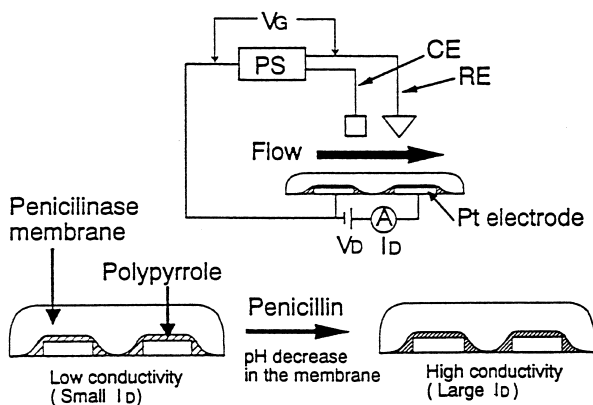 VG
PS
CE
RE
Flow
Pt electrode
A
VD
ID
Penicilinase
membrane
Polypyrrole
Penicillin
pH decrease
in the membrane
Low conductivity
(Small ID)
High conductivity
(Large ID)